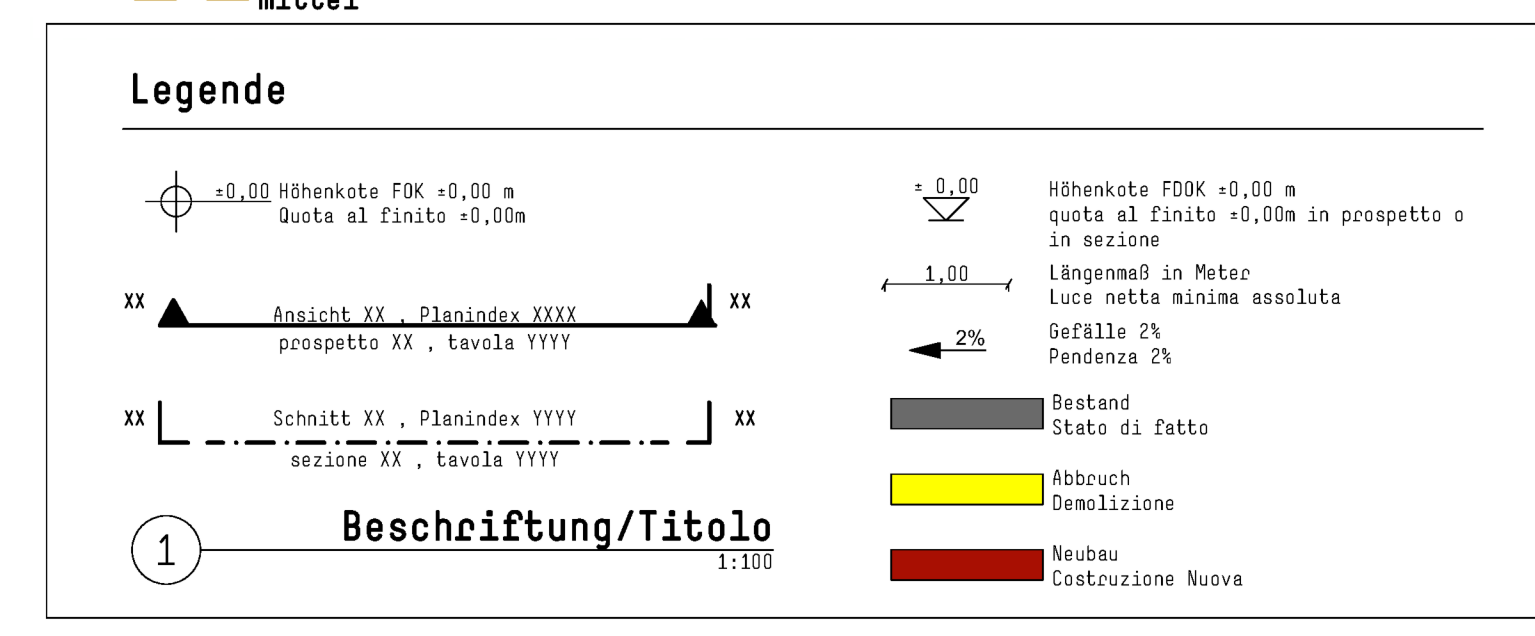 mittel
Legende
±0,00 Höhenkote FOK ±0,00 m
Quota al finito ±0,00m
XX Ansicht XX , Planindex XXXX XX
prospetto XX , tavola YYYY
XX Schnitt XX , Planindex YYYY XX
sezione XX , tavola YYYY
1 Beschriftung/Titolo
1:100
± 0,00 Höhenkote FDOK ±0,00 m
quota al finito ±0,00m in prospetto o
in sezione
1,00 Längenmaß in Meter
Luce netta minima assoluta
2% Gefälle 2%
Pendenza 2%
Bestand
Stato di fatto
Abbruch
Demolizione
Neubau
Costruzione Nuova